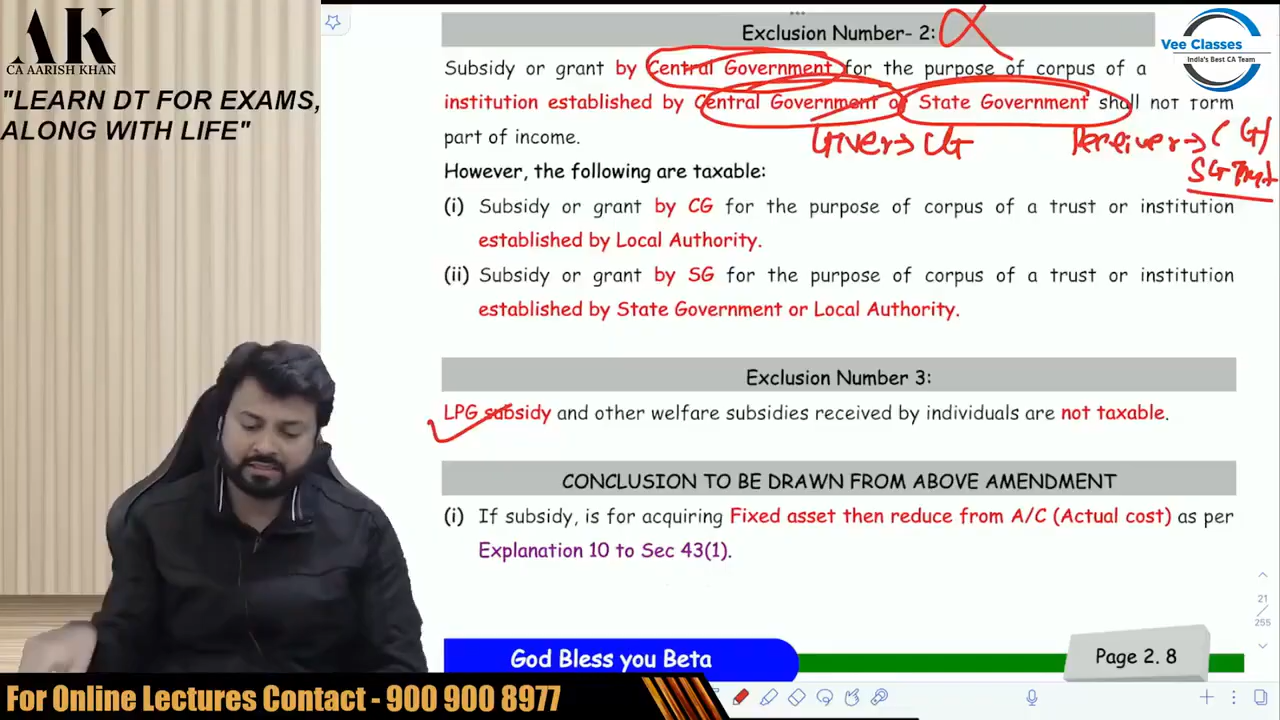 AK
CA AARISH KHAN
"LEARN DT FOR EXAMS,
ALONG WITH LIFE"
Exclusion Number- 2:
Vee Classes
India's Best CA Team
Subsidy or grant by Central Government for the purpose of corpus of a
institution established by Central Government or State Government shall not form
part of income.
Giver → CG
Receiver → CG/
SG Trust
However, the following are taxable:
(i) Subsidy or grant by CG for the purpose of corpus of a trust or institution
established by Local Authority.
(ii) Subsidy or grant by SG for the purpose of corpus of a trust or institution
established by State Government or Local Authority.
Exclusion Number 3:
LPG subsidy and other welfare subsidies received by individuals are not taxable.
CONCLUSION TO BE DRAWN FROM ABOVE AMENDMENT
(i) If subsidy, is for acquiring Fixed asset then reduce from A/C (Actual cost) as per
Explanation 10 to Sec 43(1).
21
255
God Bless you Beta
Page 2. 8
For Online Lectures Contact - 900 900 8977